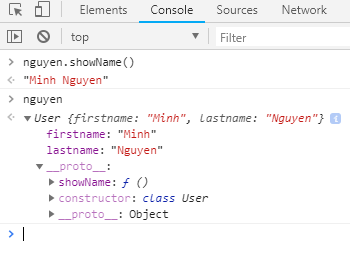 Elements Console Sources
top Filter
> nguyen.showName()
<· "Minh Nguyen"
> nguyen
<· ▼ User {firstname: "Minh", lastname: "Nguyen"} i
firstname: "Minh"
lastname: "Nguyen"
▼ __proto__:
▶ showName: ƒ ()
▶ constructor: class User
▶ __proto__: Object
>